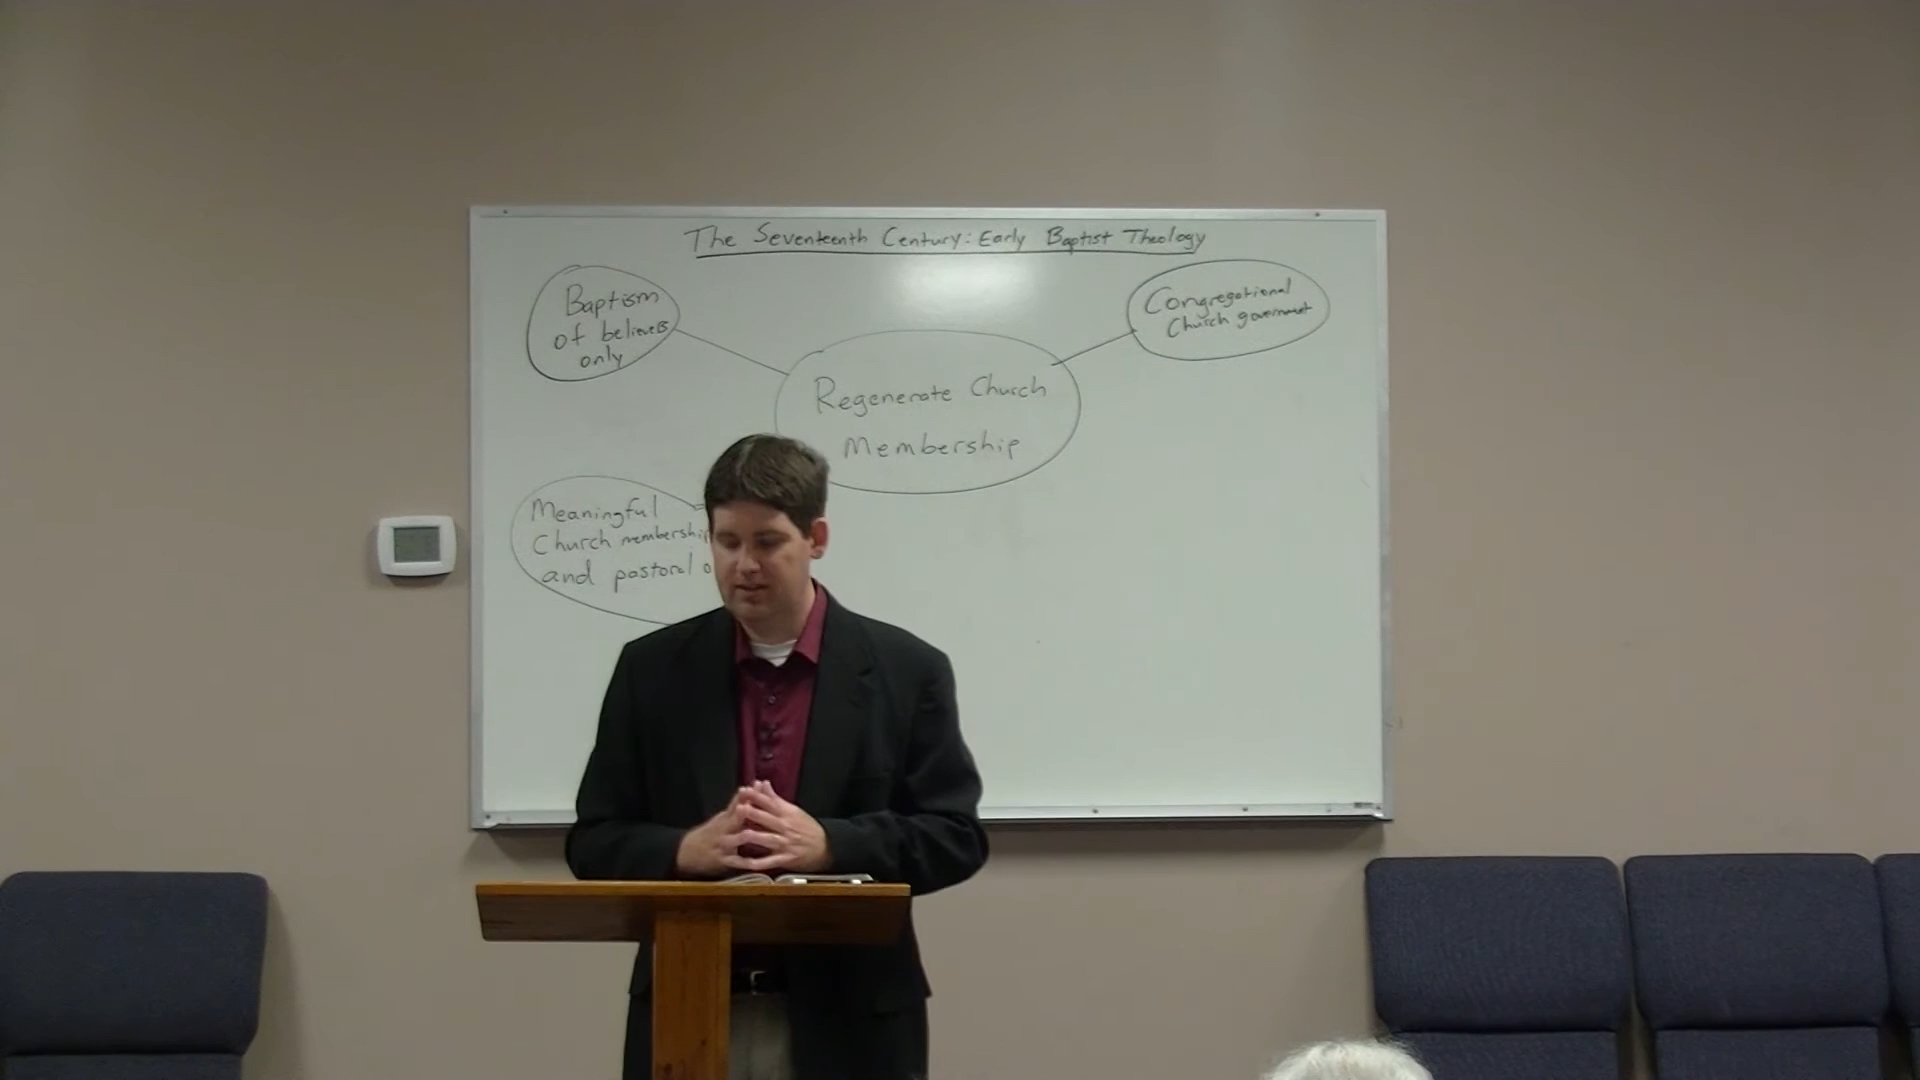 The Seventeenth Century: Early Baptist Theology
Baptism
of believers
only
Congregational
Church government
Regenerate Church
Membership
Meaningful
Church membership
and pastoral o